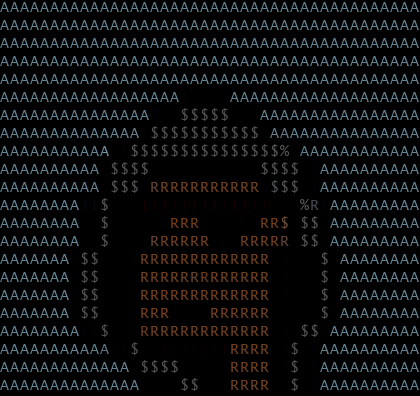 AAAAAAAAAAAAAAAAAAAAAAAAAAAAAAAAAAAAAAAAAA
AAAAAAAAAAAAAAAAAAAAAAAAAAAAAAAAAAAAAAAAAA
AAAAAAAAAAAAAAAAAAAAAAAAAAAAAAAAAAAAAAAAAA
AAAAAAAAAAAAAAAAAAAAAAAAAAAAAAAAAAAAAAAAAA
AAAAAAAAAAAAAAAAAAAAAAAAAAAAAAAAAAAAAAAAAA
AAAAAAAAAAAAAAAAAA     AAAAAAAAAAAAAAAAAAA
AAAAAAAAAAAAAAA   $$$$$   AAAAAAAAAAAAAAAA
AAAAAAAAAAAAAA $$$$$$$$$$$ AAAAAAAAAAAAAAA
AAAAAAAAAAA  $$$$$$$$$$$$$$$% AAAAAAAAAAAA
AAAAAAAAAA $$$$           $$$$  AAAAAAAAAA
AAAAAAAAAA $$$ RRRRRRRRRRR $$$  AAAAAAAAAA
AAAAAAAA  $                   %R AAAAAAAAA
AAAAAAAA  $      RRR      RR$ $$ AAAAAAAAA
AAAAAAAA  $    RRRRRR   RRRRR $$ AAAAAAAAA
AAAAAAA $$    RRRRRRRRRRRRR     $ AAAAAAAA
AAAAAAA $$    RRRRRRRRRRRRR     $ AAAAAAAA
AAAAAAA $$    RRRRRRRRRRRRR     $ AAAAAAAA
AAAAAAA $$    RRR    RRRRRR     $ AAAAAAAA
AAAAAAAA  $   RRRRRRRRRRRRR   $$ AAAAAAAAA
AAAAAAAAAAA  $         RRRR  $  AAAAAAAAAA
AAAAAAAAAAAAA $$$$     RRRR  $  AAAAAAAAAA
AAAAAAAAAAAAAA    $$   RRRR  $  AAAAAAAAAA